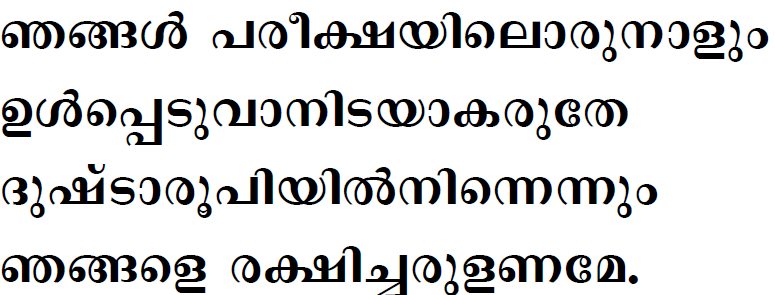 ഞങ്ങൾ പരീക്ഷയിലൊരുനാളും
ഉൾപ്പെടുവാനിടയാകരുതേ
ദുഷ്ടാരൂപിയിൽനിന്നെന്നും
ഞങ്ങളെ രക്ഷിച്ചരുളണമേ.